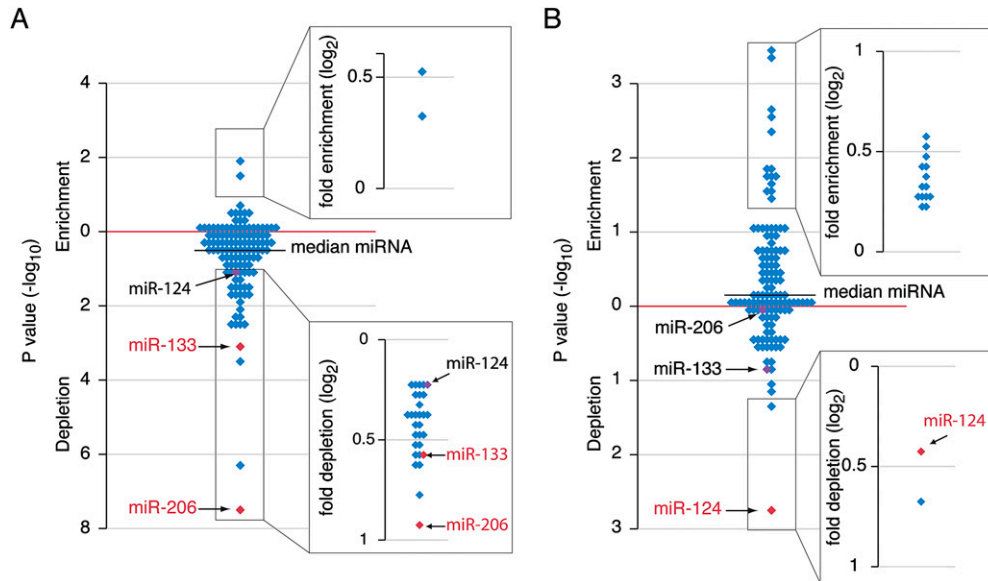 A
P value (-log10)
Enrichment
Depletion
4
2
0
2
4
6
8
median miRNA
miR-124
miR-133
miR-206
fold enrichment (log2)
0.5
0
fold depletion (log2)
0
0.5
1
miR-124
miR-133
miR-206
B
P value (-log10)
Enrichment
Depletion
3
2
1
0
1
2
3
median miRNA
miR-206
miR-133
miR-124
fold enrichment (log2)
1
0.5
0
fold depletion (log2)
0
0.5
1
miR-124